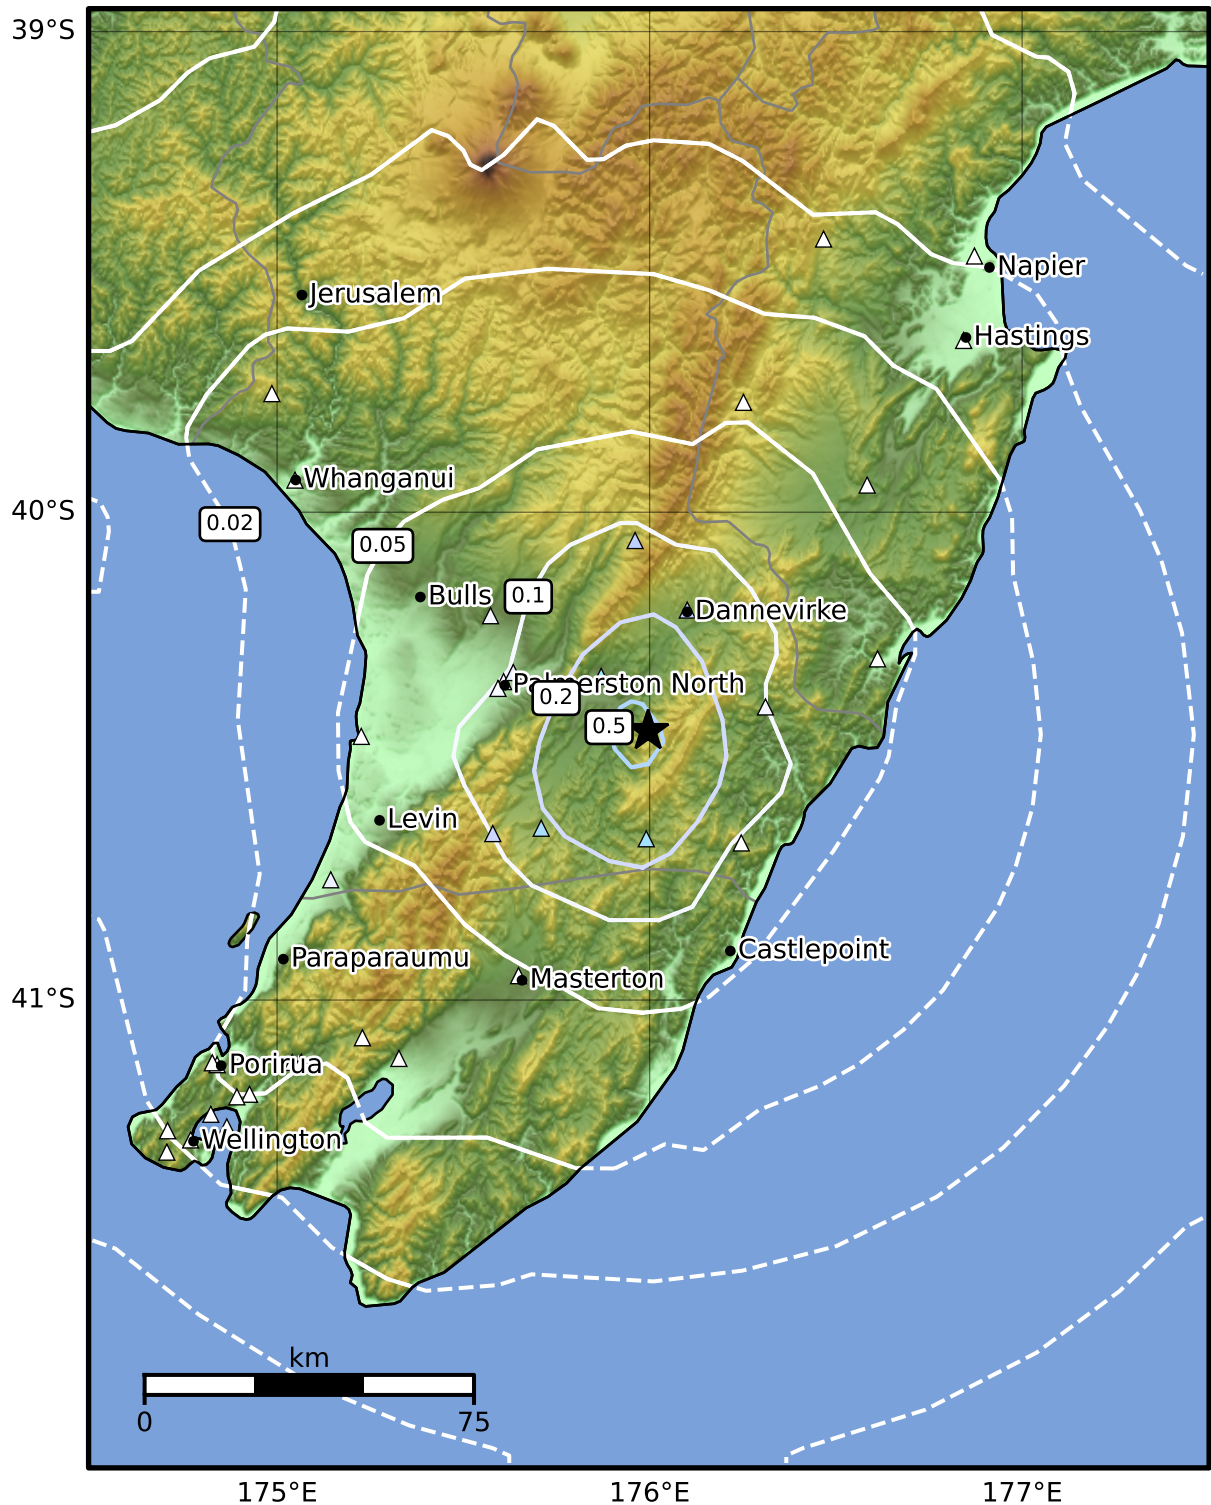 39°S
Napier
Jerusalem
Hastings
Whanganui
40°S
0.02
0.05
Bulls
0.1
Dannevirke
Palmerston North
0.2
0.5
Levin
Castlepoint
Paraparaumu
Masterton
41°S
Porirua
Wellington
km
0
75
175°E
176°E
177°E